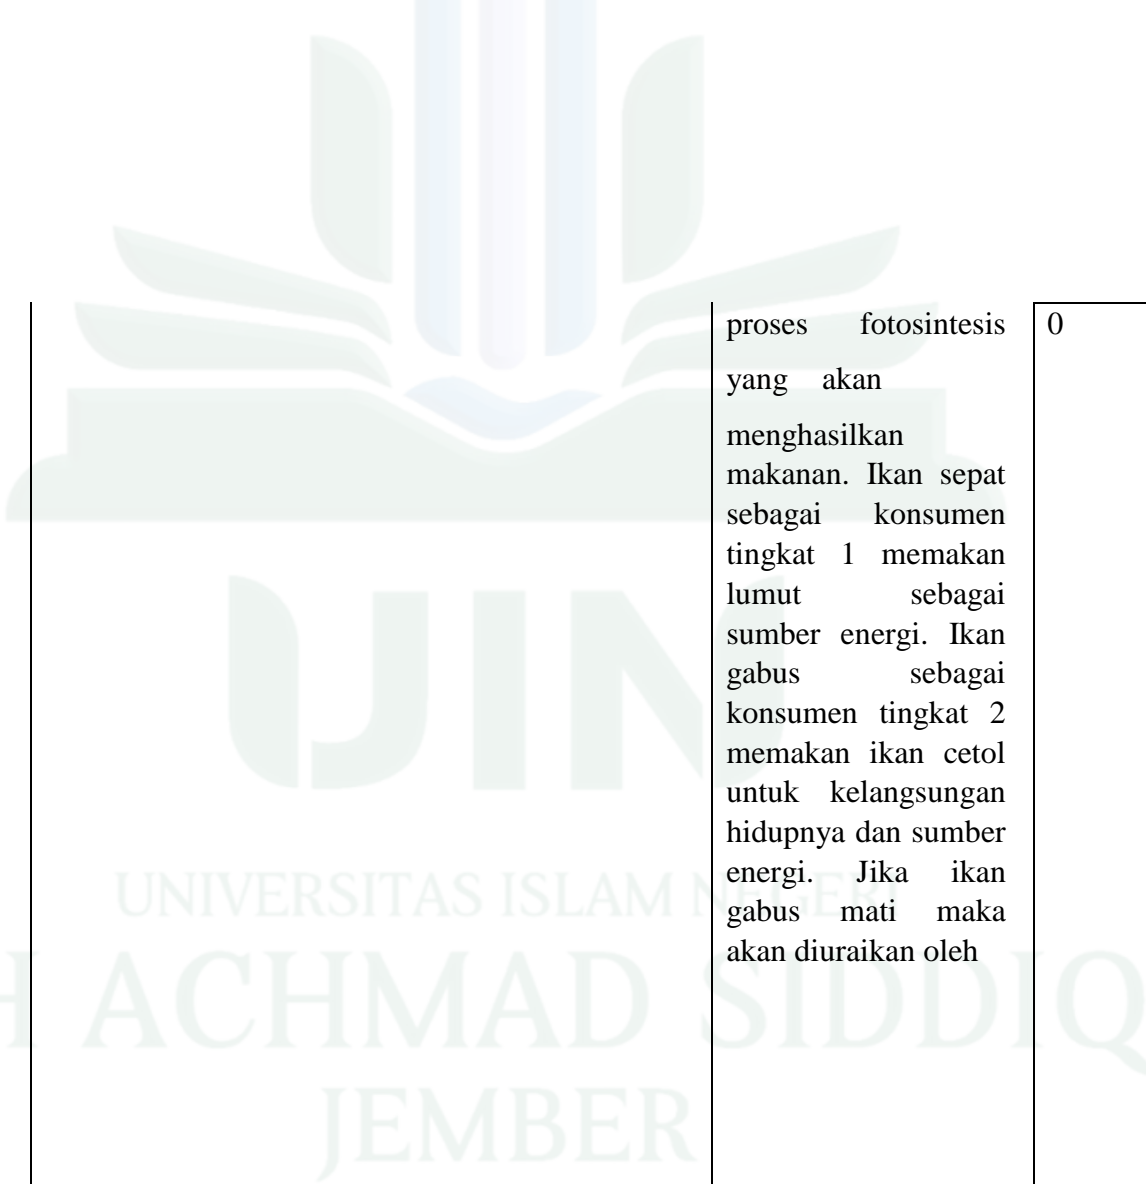 proses fotosintesis
0
yang akan
menghasilkan
makanan. Ikan sepat
sebagai konsumen
tingkat 1 memakan
lumut sebagai
sumber energi. Ikan
gabus sebagai
konsumen tingkat 2
memakan ikan cetol
untuk kelangsungan
hidupnya dan sumber
energi. Jika ikan
gabus mati maka
akan diuraikan oleh
UIN
UNIVERSITAS ISLAM NEGERI
H ACHMAD SIDDIQ
JEMBER